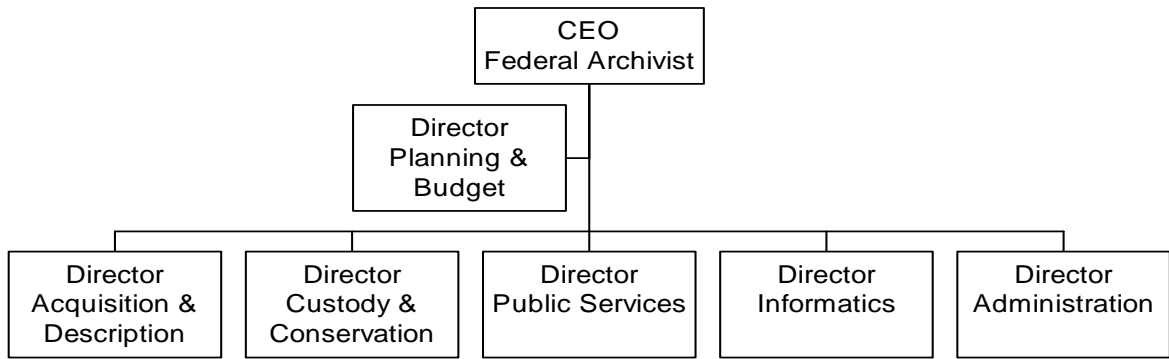 CEO
Federal Archivist
Director
Planning &
Budget
Director
Acquisition &
Description
Director
Custody &
Conservation
Director
Public Services
Director
Informatics
Director
Administration